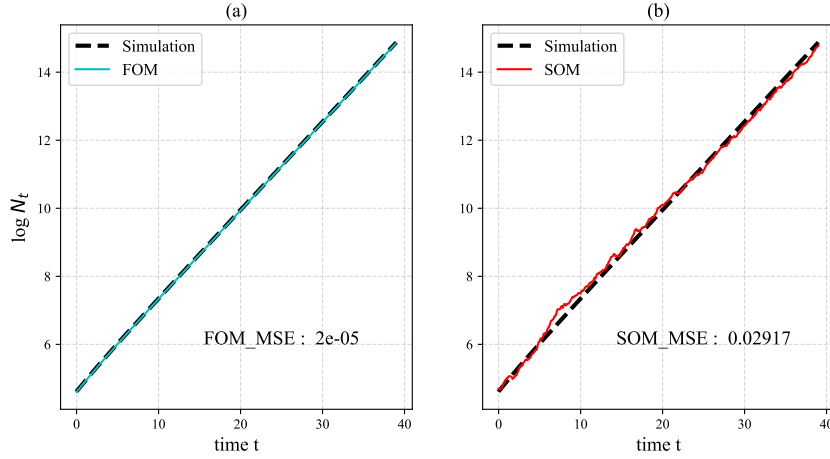 (a)
Simulation
FOM
FOM_MSE : 2e-05
log N_t
14
12
10
8
6
0
10
20
30
40
time t
(b)
Simulation
SOM
SOM_MSE : 0.02917
14
12
10
8
6
0
10
20
30
40
time t